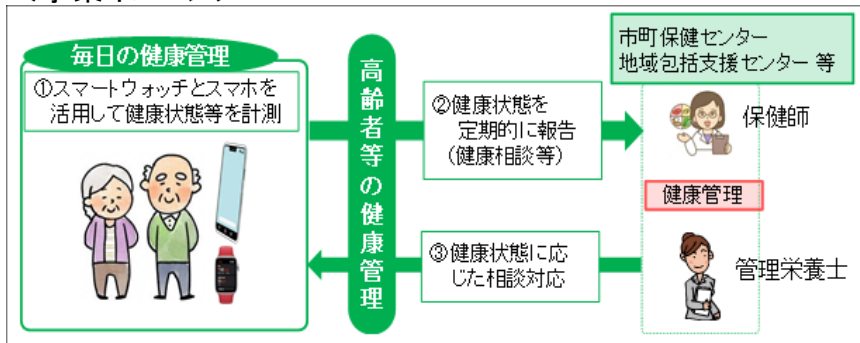 毎日の健康管理
①スマートウォッチとスマホを
活用して健康状態等を計測
高齢者等の健康管理
②健康状態を
定期的に報告
(健康相談等)
③健康状態に応
じた相談対応
市町保健センター
地域包括支援センター 等
保健師
健康管理
管理栄養士